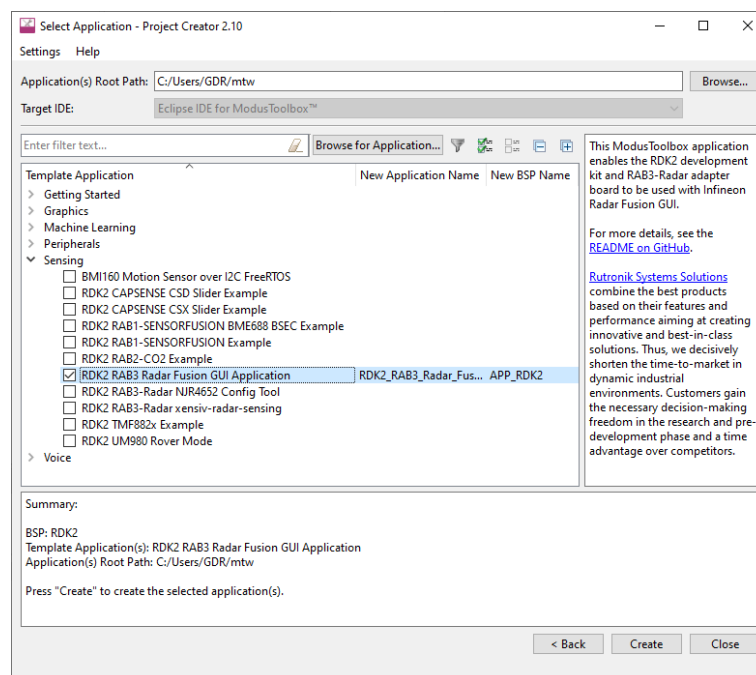 Select Application - Project Creator 2.10
Settings Help
Application(s) Root Path: C:/Users/GDR/mtw Browse...
Target IDE: Eclipse IDE for ModusToolbox™
Enter filter text... Browse for Application...
Template Application New Application Name New BSP Name
Getting Started
Graphics
Machine Learning
Peripherals
Sensing
BMI160 Motion Sensor over I2C FreeRTOS
RDK2 CAPSENSE CSD Slider Example
RDK2 CAPSENSE CSX Slider Example
RDK2 RAB1-SENSORFUSION BME688 BSEC Example
RDK2 RAB1-SENSORFUSION Example
RDK2 RAB2-CO2 Example
RDK2 RAB3 Radar Fusion GUI Application RDK2_RAB3_Radar_Fus... APP_RDK2
RDK2 RAB3-Radar NJR4652 Config Tool
RDK2 RAB3-Radar xensiv-radar-sensing
RDK2 TMF882x Example
RDK2 UM980 Rover Mode
Voice
This ModusToolbox application
enables the RDK2 development
kit and RAB3-Radar adapter
board to be used with Infineon
Radar Fusion GUI.
For more details, see the
README on GitHub.
Rutronik Systems Solutions
combine the best products
based on their features and
performance aiming at creating
innovative and best-in-class
solutions. Thus, we decisively
shorten the time-to-market in
dynamic industrial
environments. Customers gain
the necessary decision-making
freedom in the research and pre-
development phase and a time
advantage over competitors.
Summary:
BSP: RDK2
Template Application(s): RDK2 RAB3 Radar Fusion GUI Application
Application(s) Root Path: C:/Users/GDR/mtw
Press "Create" to create the selected application(s).
< Back Create Close